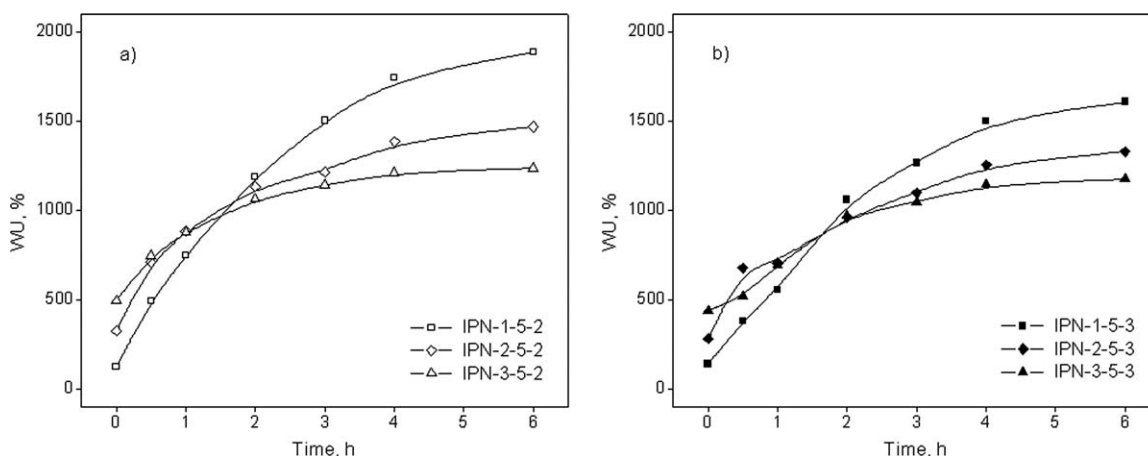 a)
WU, %
2000
1500
1000
500
0
IPN-1-5-2
IPN-2-5-2
IPN-3-5-2
0 1 2 3 4 5 6
Time, h
b)
WU, %
2000
1500
1000
500
0
IPN-1-5-3
IPN-2-5-3
IPN-3-5-3
0 1 2 3 4 5 6
Time, h